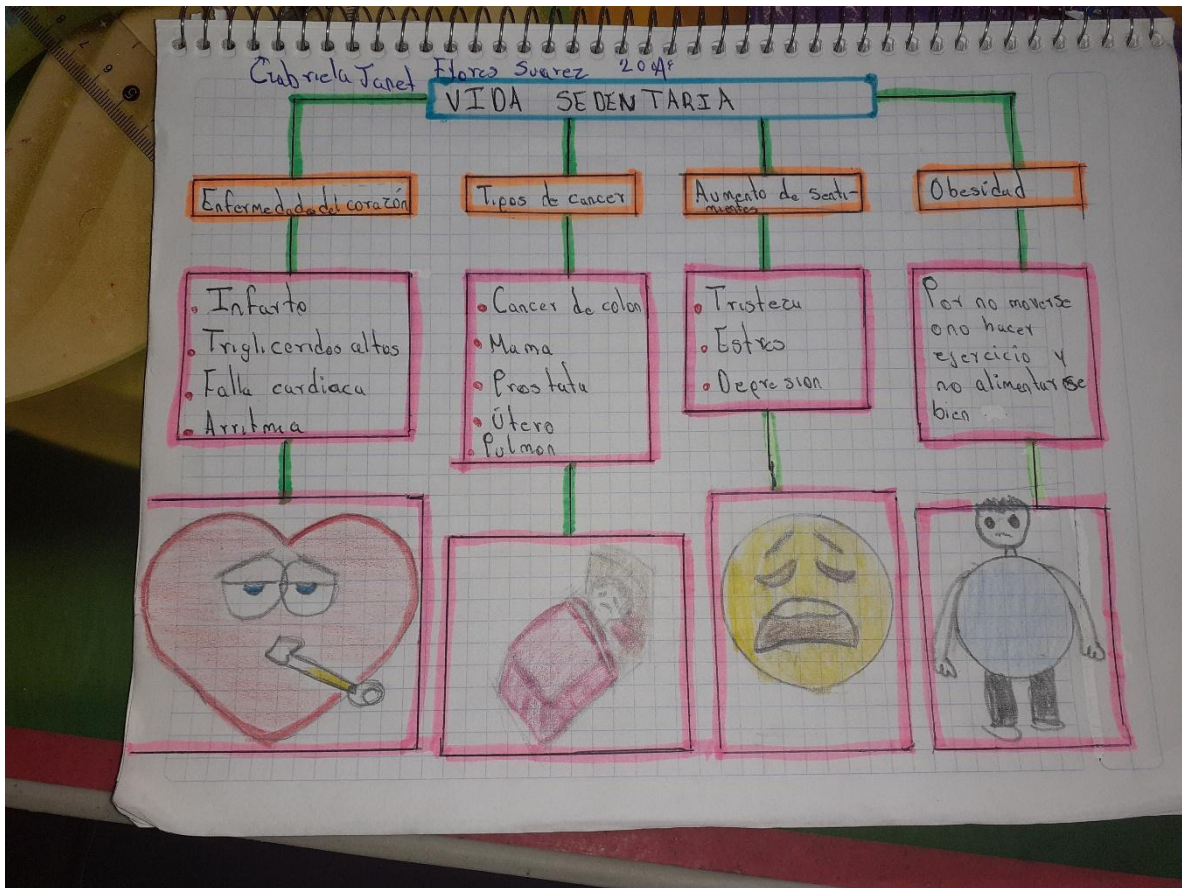 Gabriela Janet Flores Suarez
VIDA SEDENTARIA
Enfermedades del corazón
• Infarto
• Trigliceridos altos
• Falla cardiaca
• Arritmia
Tipos de cancer
• Cancer de colon
• Mama
• Prostata
• Útero
• Pulmon
Aumento de senti-
mientos
• Tristeza
• Estres
• Depresion
Obesidad
Por no moverse
o no hacer
ejercicio y
no alimentarse
bien